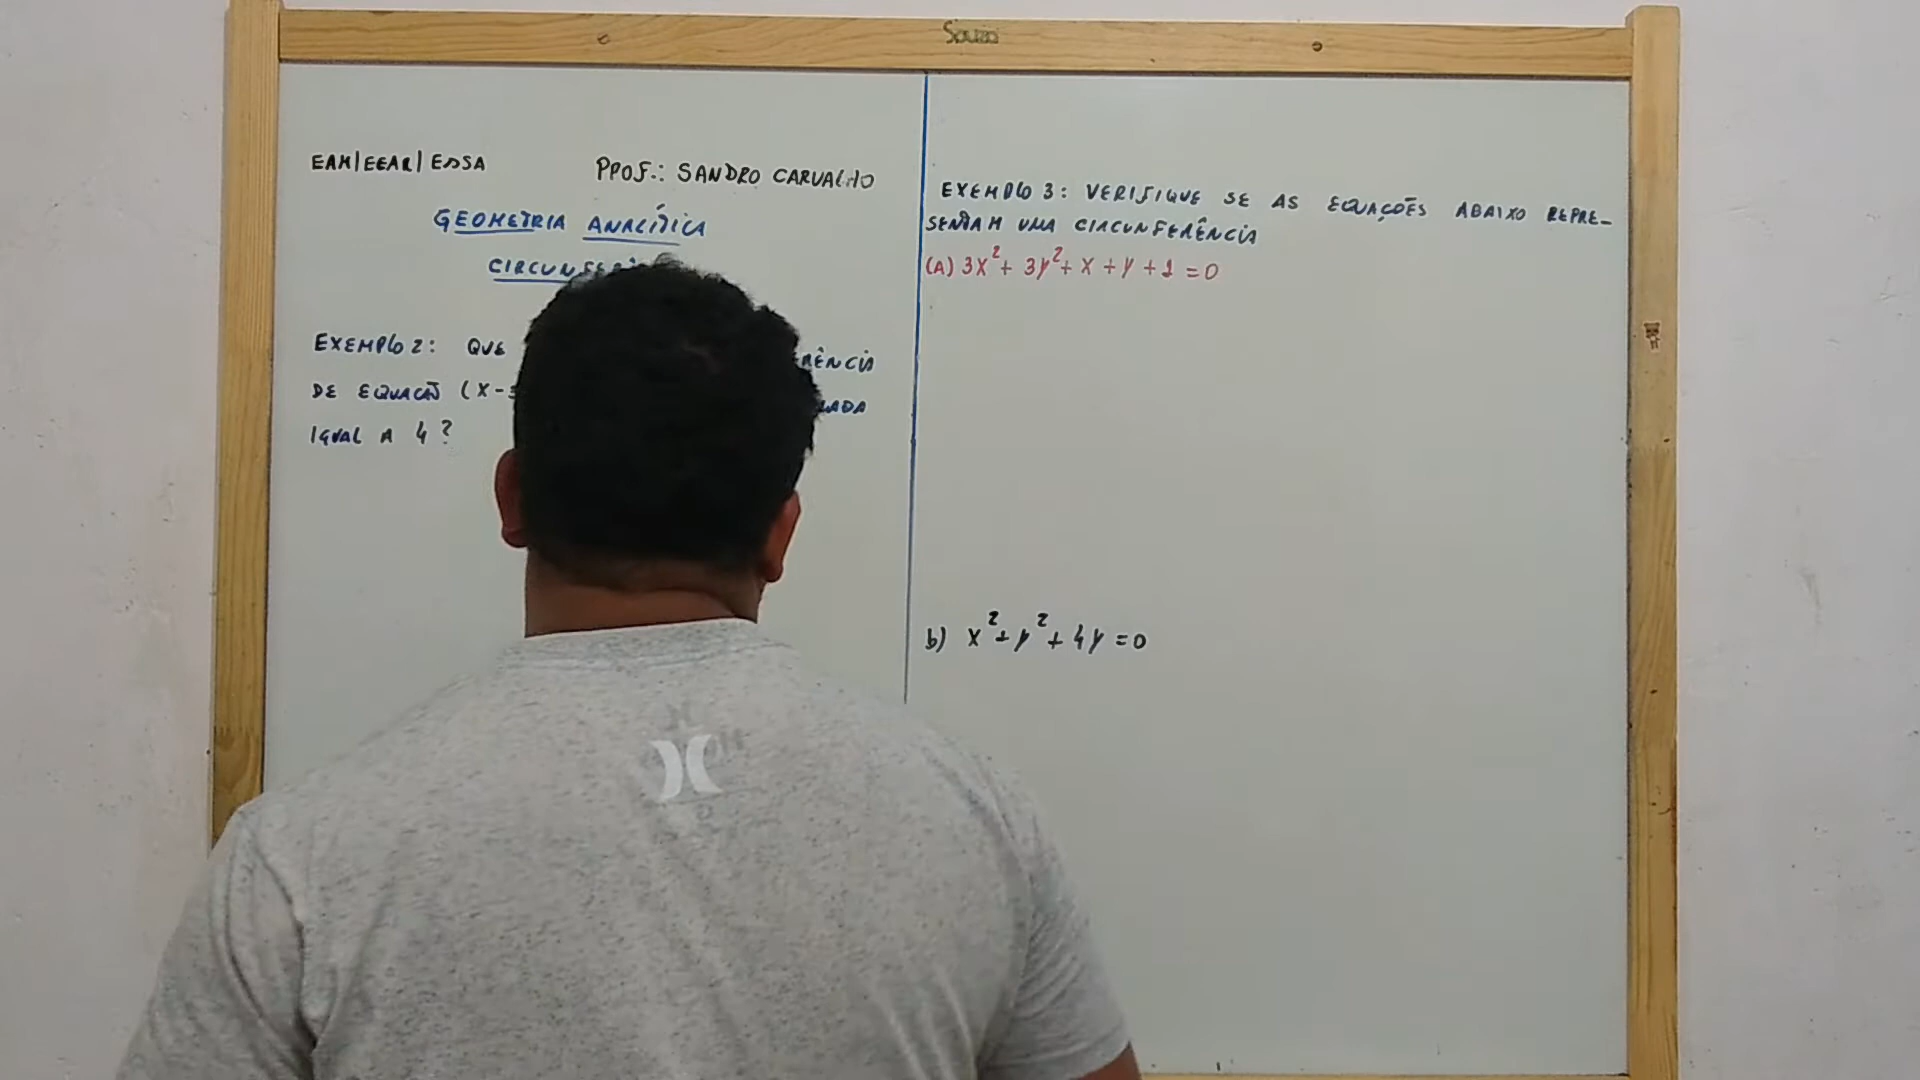 Souza
EAM|EEAR|ESSA
PROF.: SANDRO CARVALHO
GEOMETRIA ANALÍTICA
EXEMPLO 2: QUE
DE EQUAÇÃO (X-
IGUAL A 4?
EXEMPLO 3: VERIFIQUE SE AS EQUAÇÕES ABAIXO REPRE-
SENTAM UMA CIRCUNFERÊNCIA
(A) 3X²+ 3y²+ X + y + 1 = 0
b) x²+y²+4y=0